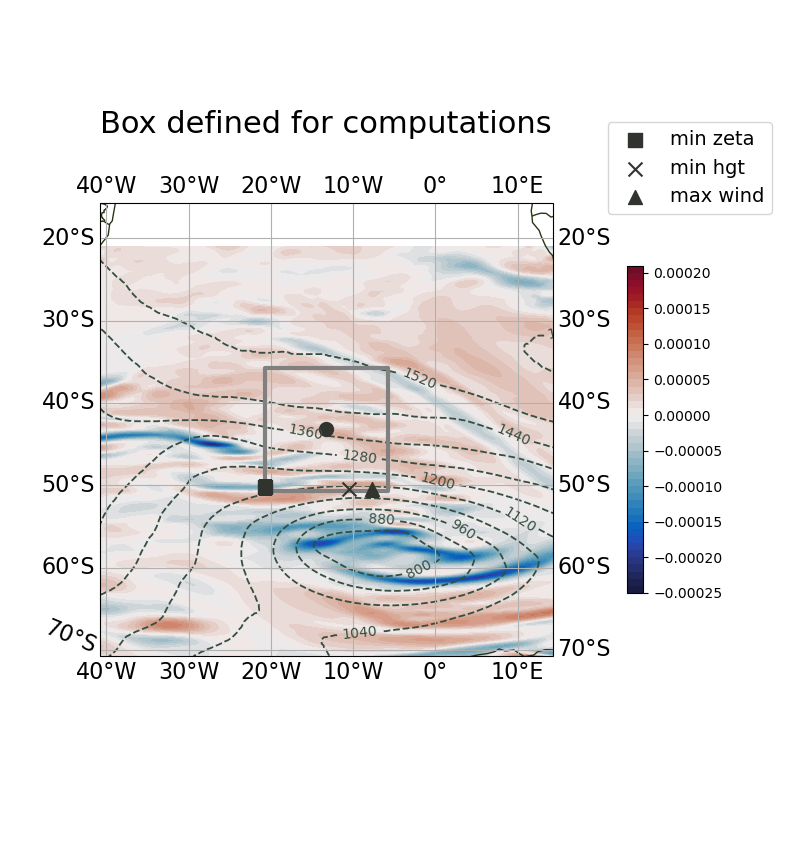 Box defined for computations
min zeta
min hgt
max wind
40°W 30°W 20°W 10°W 0° 10°E
20°S 20°S
30°S 30°S
40°S 40°S
50°S 50°S
60°S 60°S
70°S 70°S
40°W 30°W 20°W 10°W 0° 10°E
1520
1440
1360
1280
1200
1120
880
960
800
1040
0.00020
0.00015
0.00010
0.00005
0.00000
−0.00005
−0.00010
−0.00015
−0.00020
−0.00025